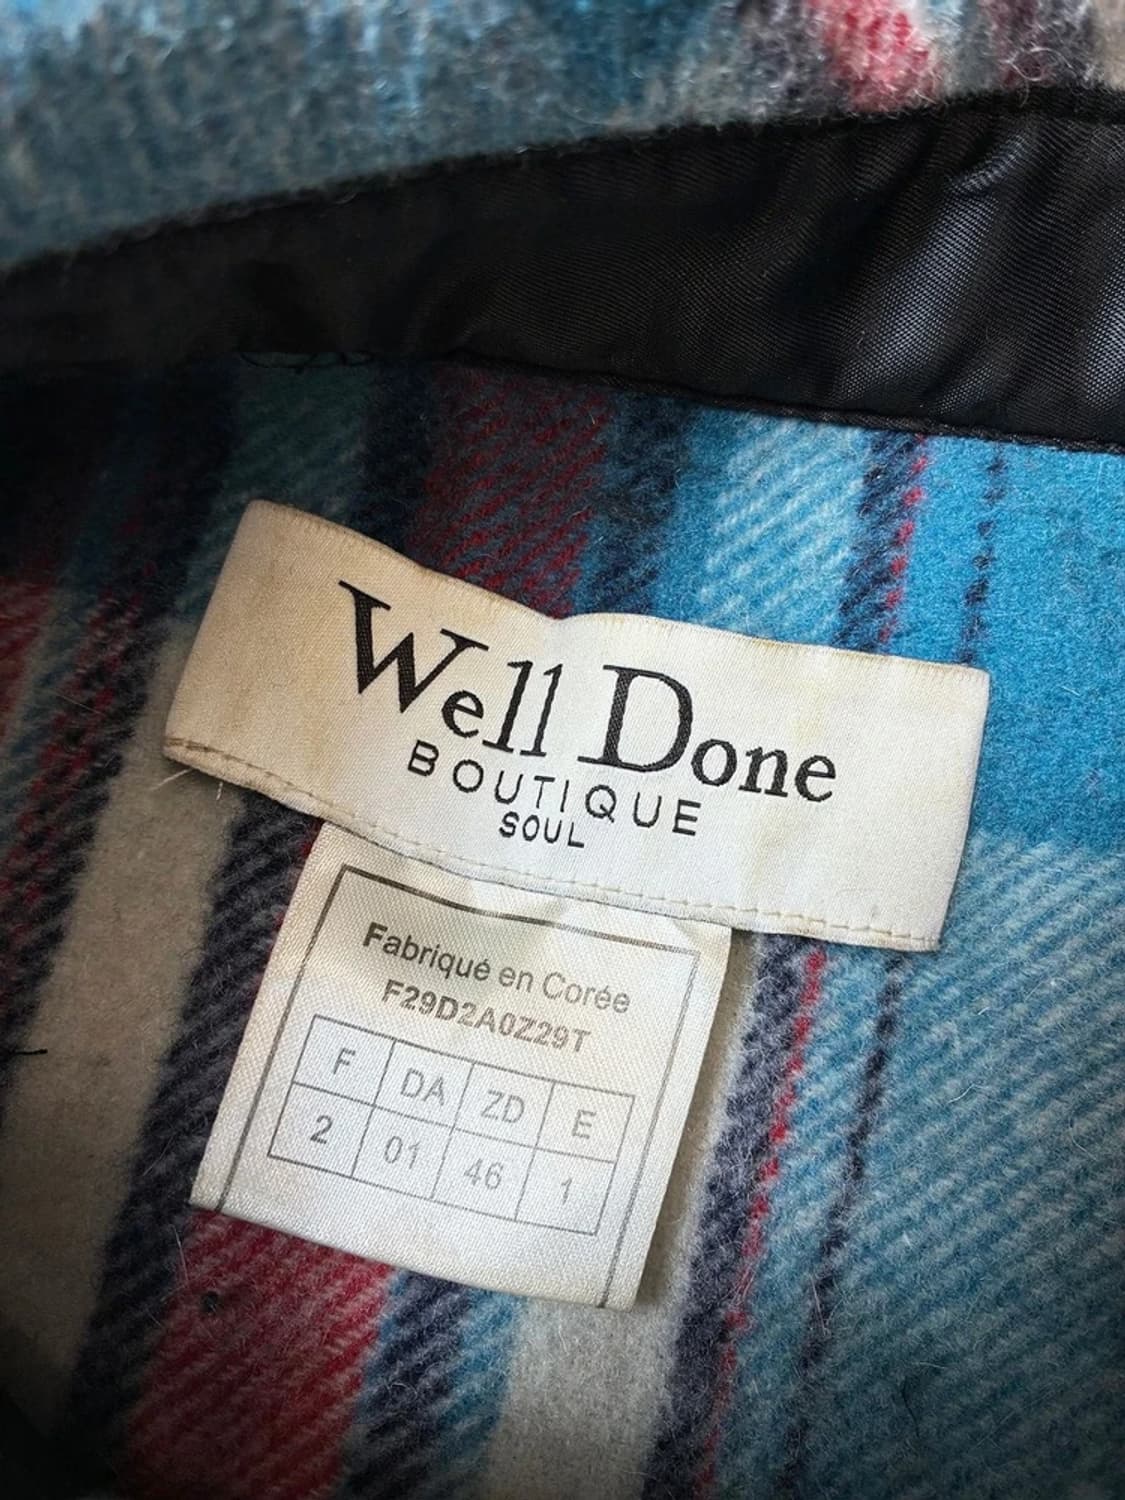 Well Done
BOUTIQUE
SOUL
Fabriqué en Corée
F29D2A0Z29T
F DA ZD E
2 01 46 1